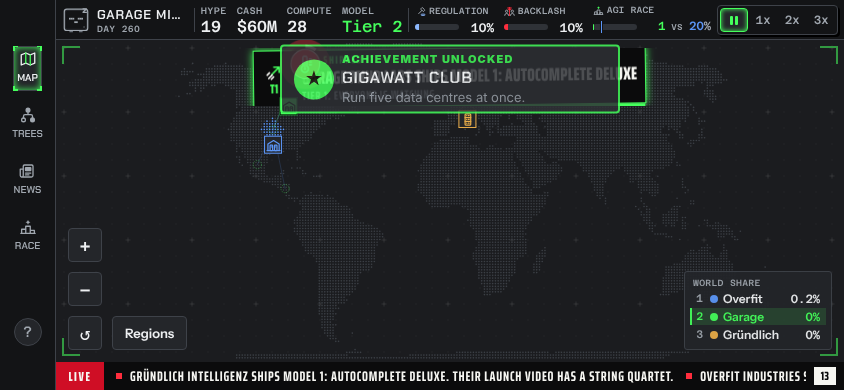 GARAGE MI...
DAY 260
HYPE
19
CASH
$60M
COMPUTE
28
MODEL
Tier 2
REGULATION
10%
BACKLASH
10%
AGI RACE
1 vs 20%
1x
2x
3x
MAP
TREES
NEWS
RACE
?
ACHIEVEMENT UNLOCKED
GIGAWATT CLUB
Run five data centres at once.
MODEL 1: AUTOCOMPLETE DELUXE
+
−
↺
Regions
WORLD SHARE
1 Overfit 0.2%
2 Garage 0%
3 Gründlich 0%
LIVE
GRÜNDLICH INTELLIGENZ SHIPS MODEL 1: AUTOCOMPLETE DELUXE. THEIR LAUNCH VIDEO HAS A STRING QUARTET.
OVERFIT INDUSTRIES
13